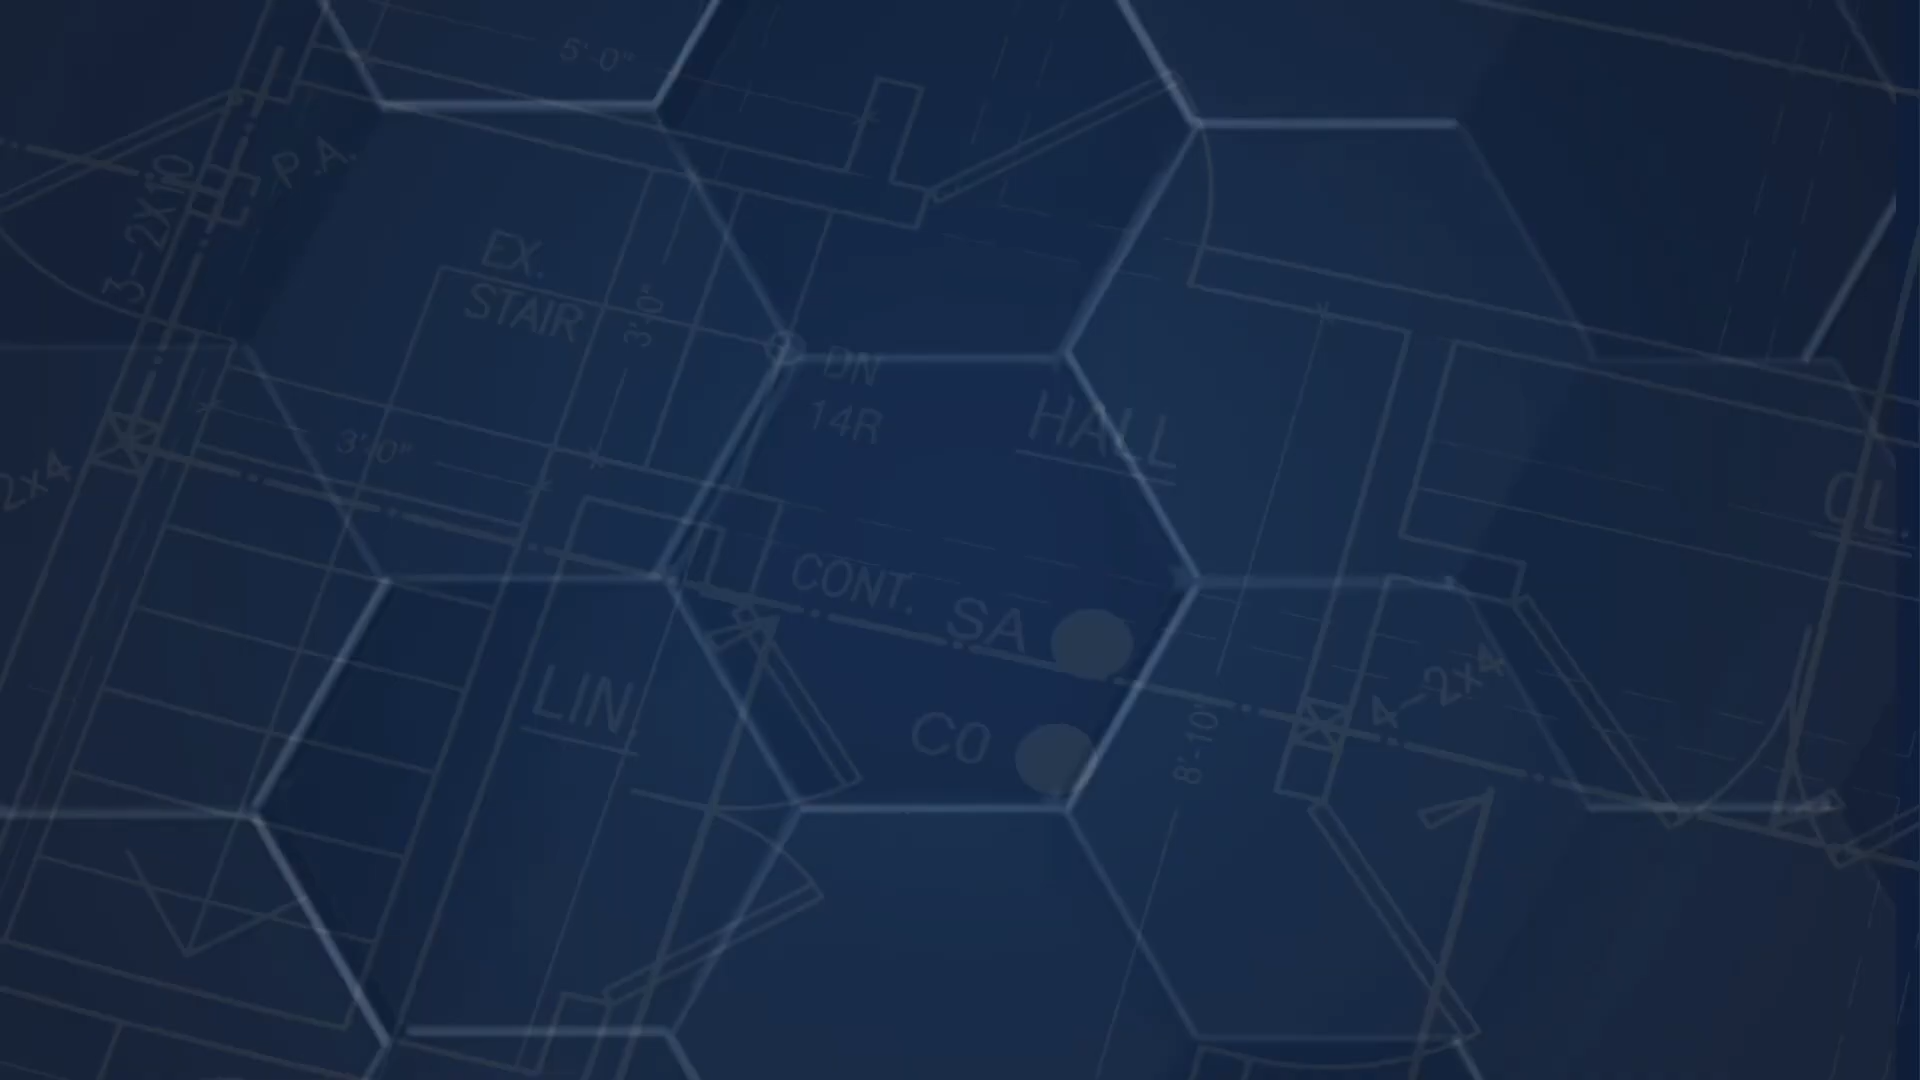 5'-0"
P.A.
3-2X10
EX.
STAIR
3'-0"
DN
14R
HALL
3'-0"
2x4
CL.
CONT.
SA
LIN.
4-2x4
CO
8'-10"